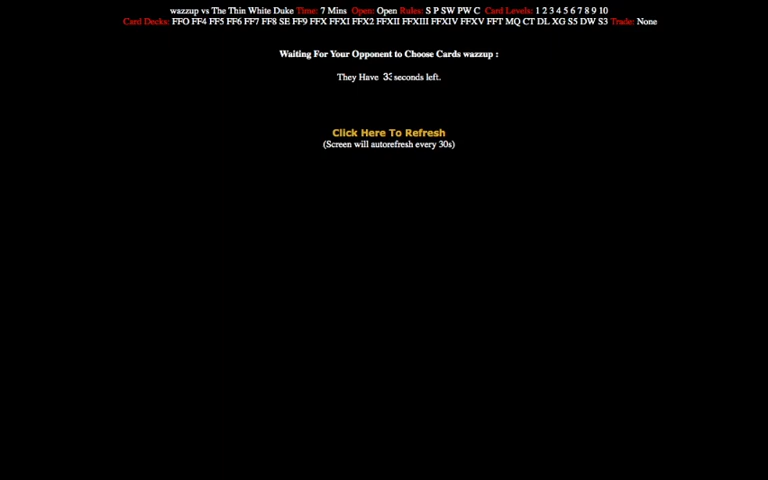 wazzup vs The Thin White Duke Time: 7 Mins Open: Open Rules: S P SW PW C Card Levels: 1 2 3 4 5 6 7 8 9 10
Card Decks: FFO FF4 FF5 FF6 FF7 FF8 SE FF9 FFX FFXI FFX2 FFXII FFXIII FFXIV FFXV FFT MQ CT DL XG S5 DW S3 Trade: None
Waiting For Your Opponent to Choose Cards wazzup :
They Have seconds left.
Click Here To Refresh
(Screen will autorefresh every 30s)